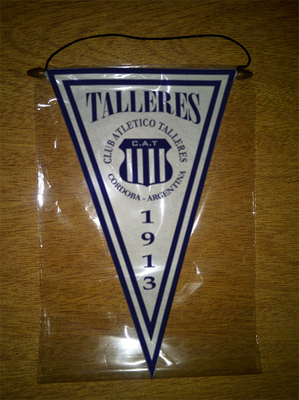 TALLERES
CLUB ATLETICO TALLERES
C.A.T
CORDOBA - ARGENTINA
1913